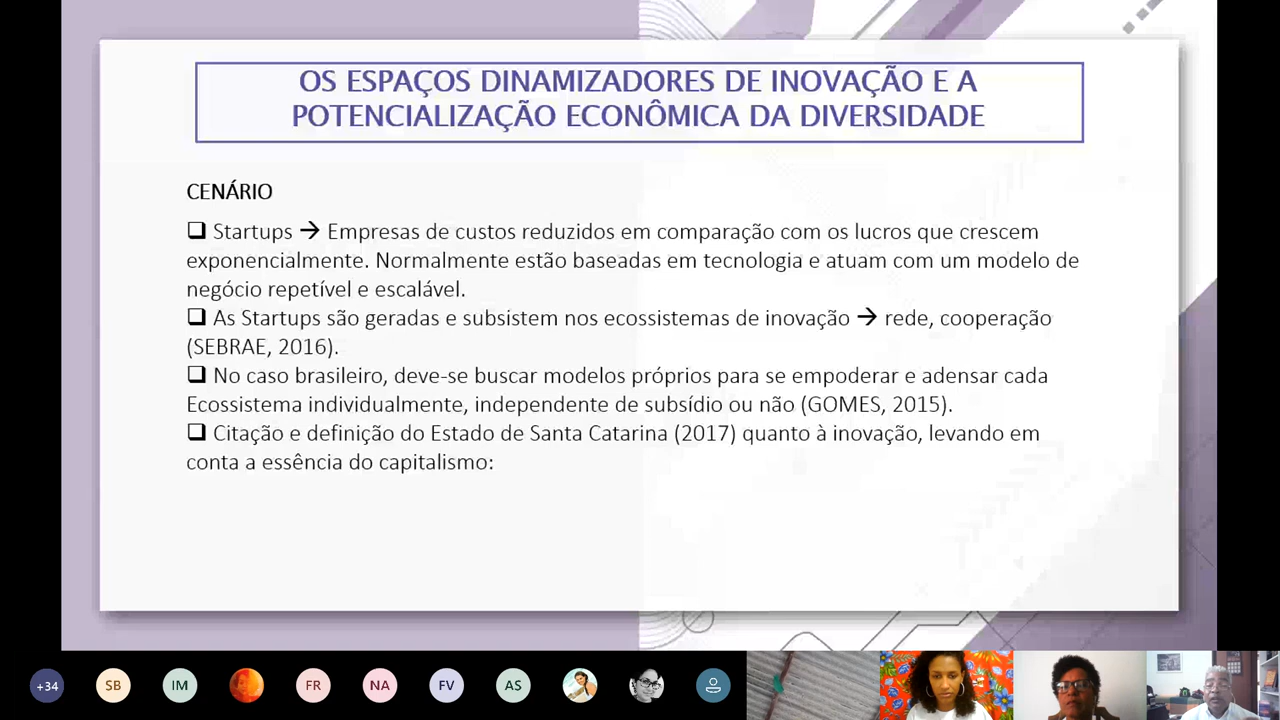 OS ESPAÇOS DINAMIZADORES DE INOVAÇÃO E A
POTENCIALIZAÇÃO ECONÔMICA DA DIVERSIDADE
CENÁRIO
❑ Startups → Empresas de custos reduzidos em comparação com os lucros que crescem
exponencialmente. Normalmente estão baseadas em tecnologia e atuam com um modelo de
negócio repetível e escalável.
❑ As Startups são geradas e subsistem nos ecossistemas de inovação → rede, cooperação
(SEBRAE, 2016).
❑ No caso brasileiro, deve-se buscar modelos próprios para se empoderar e adensar cada
Ecossistema individualmente, independente de subsídio ou não (GOMES, 2015).
❑ Citação e definição do Estado de Santa Catarina (2017) quanto à inovação, levando em
conta a essência do capitalismo:
+34 SB IM FR NA FV AS